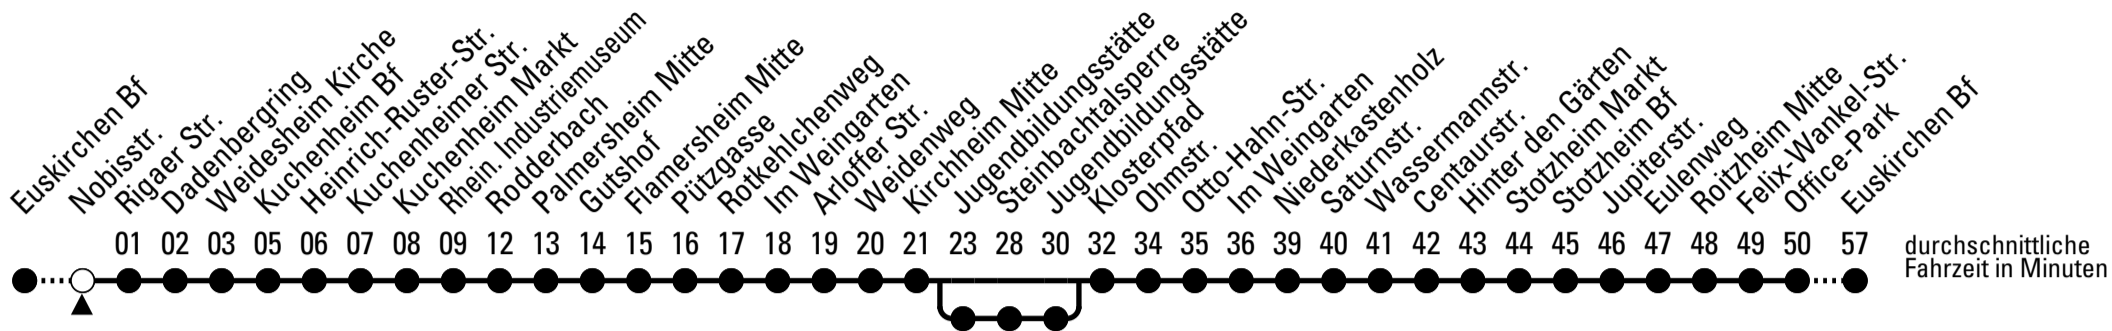 Euskirchen Bf
Nobisstr.
Rigaer Str.
Dadenbergring
Weidesheim Kirche
Kuchenheim Bf
Heinrich-Ruster-Str.
Kuchenheimer Str.
Kuchenheim Markt
Rhein. Industriemuseum
Rodderbach
Palmersheim Mitte
Gutshof
Flamersheim Mitte
Pützgasse
Rotkehlchenweg
Im Weingarten
Arloffer Str.
Weidenweg
Kirchheim Mitte
Jugendbildungsstätte
Steinbachtalsperre
Jugendbildungsstätte
Klosterpfad
Ohmstr.
Otto-Hahn-Str.
Im Weingarten
Niederkastenholz
Saturnstr.
Wassermannstr.
Centaurstr.
Hinter den Gärten
Stotzheim Markt
Stotzheim Bf
Jupiterstr.
Eulenweg
Roitzheim Mitte
Felix-Wankel-Str.
Office-Park
Euskirchen Bf
01 02 03 05 06 07 08 09 12 13 14 15 16 17 18 19 20 21 23 28 30 32 34 35 36 39 40 41 42 43 44 45 46 47 48 49 50 57
durchschnittliche
Fahrzeit in Minuten